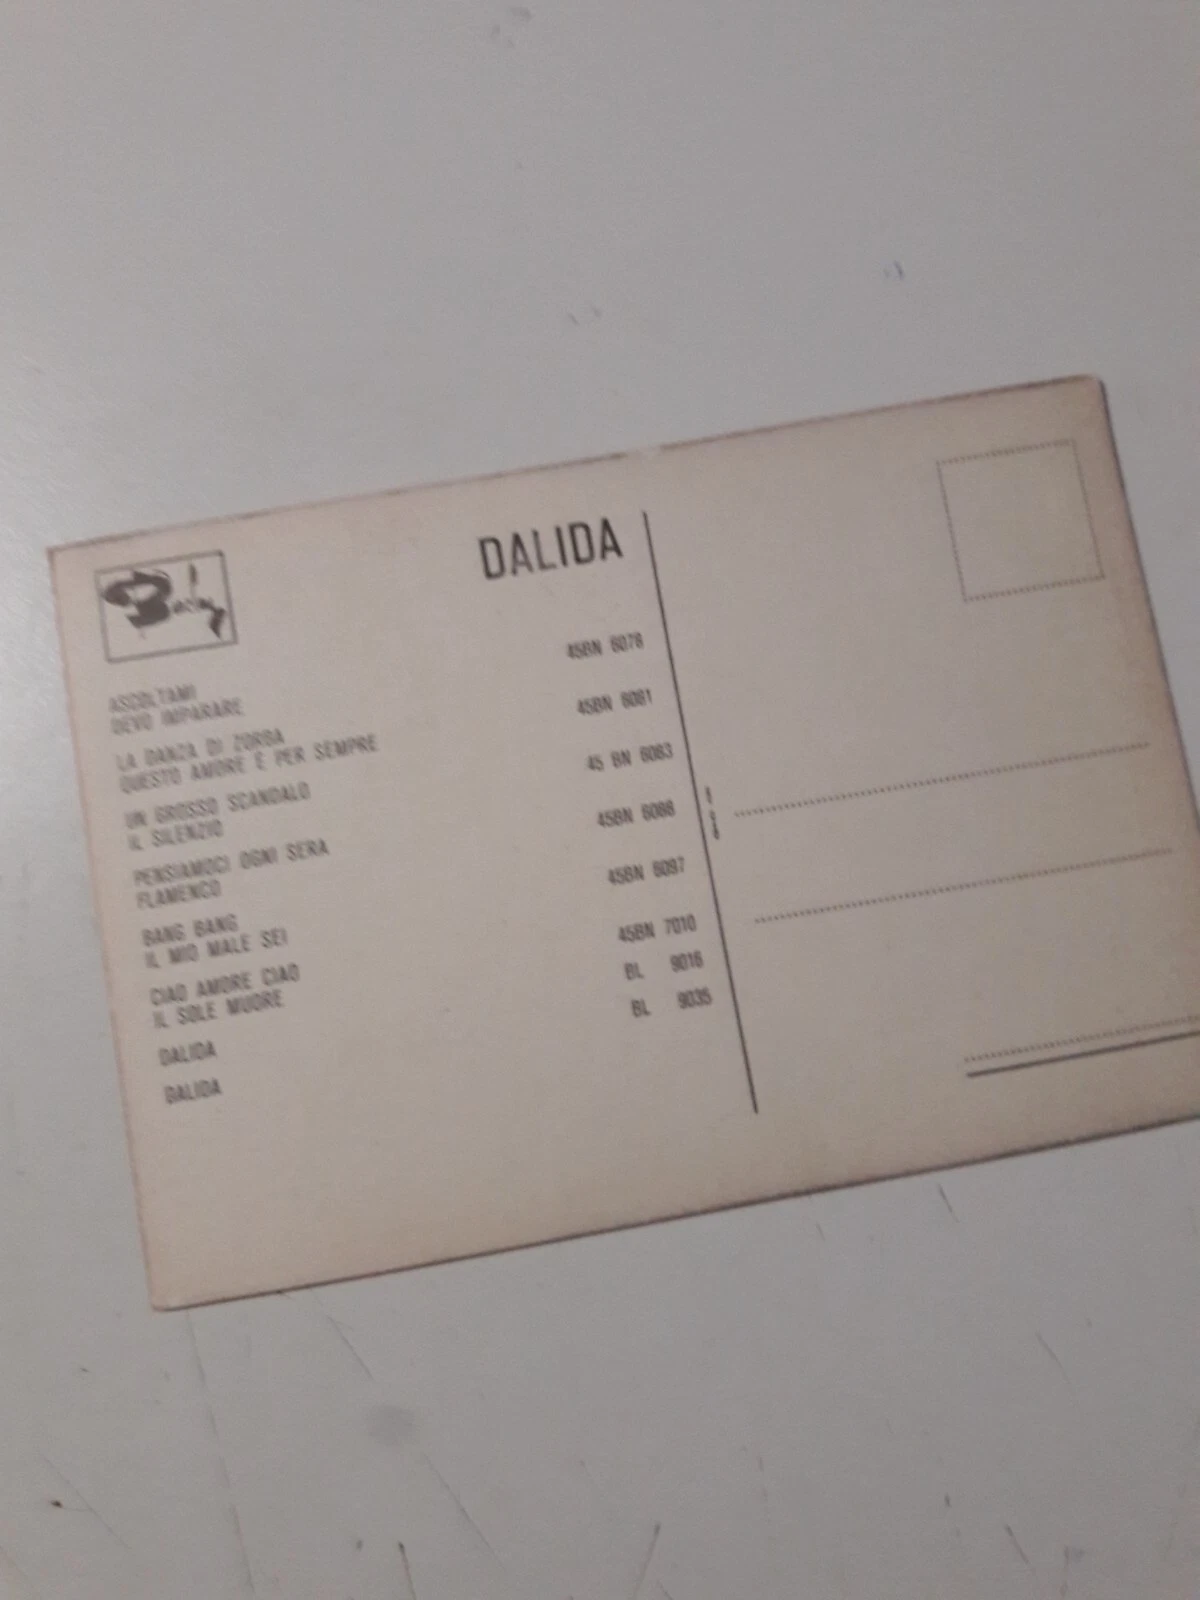 Barclay
DALIDA
ASCOLTAMI
DEVO IMPARARE 45BN 6078
LA DANZA DI ZORBA
QUESTO AMORE E PER SEMPRE 45BN 6081
UN GROSSO SCANDALO
IL SILENZIO 45 BN 6083
PENSIAMOCI OGNI SERA
FLAMENCO 45BN 6088
BANG BANG
IL MIO MALE SEI 45BN 6097
CIAO AMORE CIAO
IL SOLE MUORE 45BN 7010
DALIDA BL 9016
DALIDA BL 9035